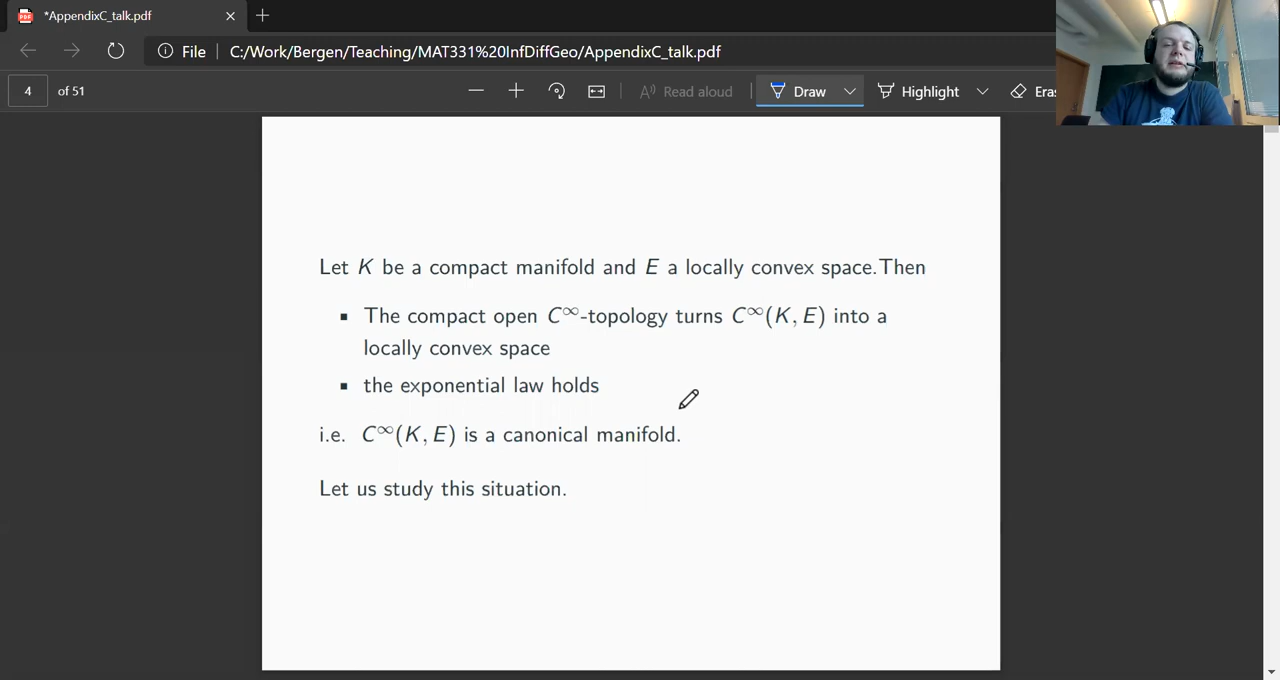 *AppendixC_talk.pdf
File C:/Work/Bergen/Teaching/MAT331%20InfDiffGeo/AppendixC_talk.pdf
4 of 51 Read aloud Draw Highlight Eras
Let K be a compact manifold and E a locally convex space.Then
▪ The compact open C∞-topology turns C∞(K, E) into a
locally convex space
▪ the exponential law holds
i.e. C∞(K, E) is a canonical manifold.
Let us study this situation.